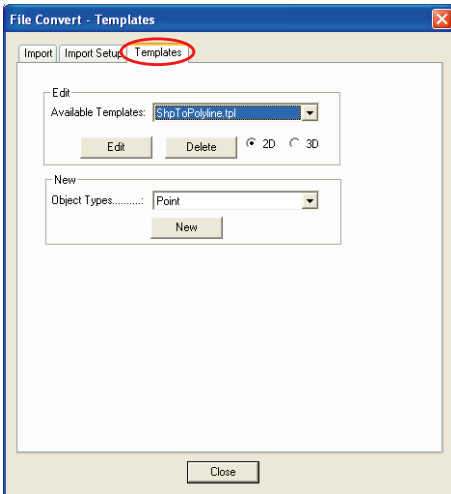 File Convert - Templates
Import Import Setup Templates
Edit
Available Templates: ShpToPolyline.tpl
Edit Delete 2D 3D
New
Object Types.........: Point
New
Close